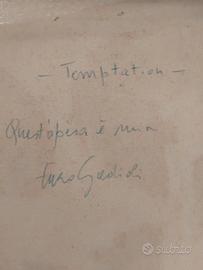 - Temptation -
Quest'opera è mia
subito